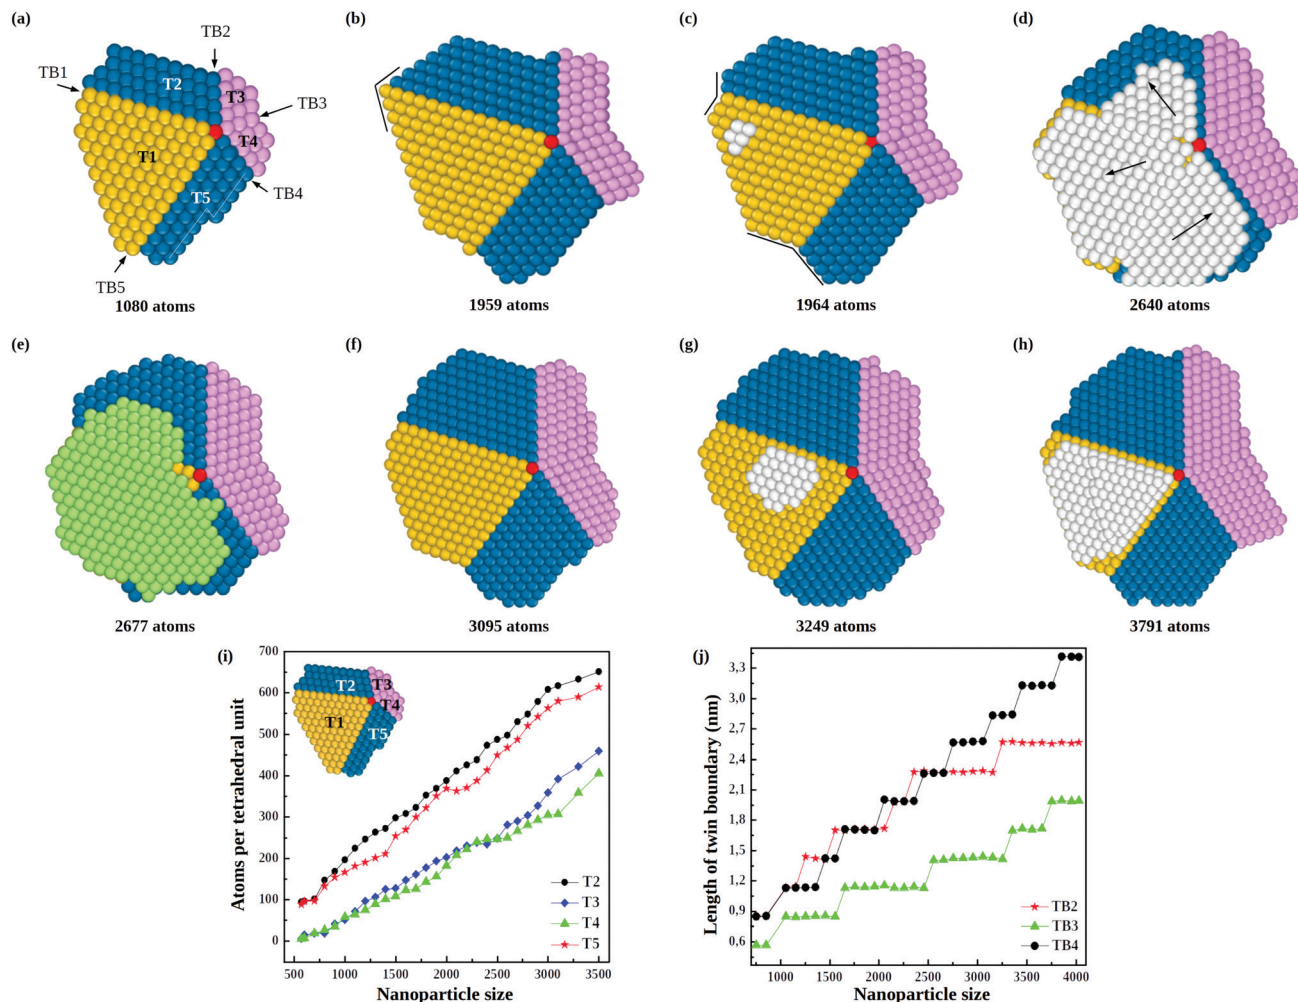 (a)
(b)
(c)
(d)
TB2
TB1
T2
T3
TB3
T4
T1
T5
TB4
TB5
1080 atoms
1959 atoms
1964 atoms
2640 atoms
(e)
(f)
(g)
(h)
2677 atoms
3095 atoms
3249 atoms
3791 atoms
(i)
Atoms per tetrahedral unit
700
600
500
400
300
200
100
0
T2
T3
T4
T1
T5
T2
T3
T4
T5
500 1000 1500 2000 2500 3000 3500
Nanoparticle size
(j)
Length of twin boundary (nm)
3,3
3,0
2,7
2,4
2,1
1,8
1,5
1,2
0,9
0,6
TB2
TB3
TB4
1000 1500 2000 2500 3000 3500 4000
Nanoparticle size